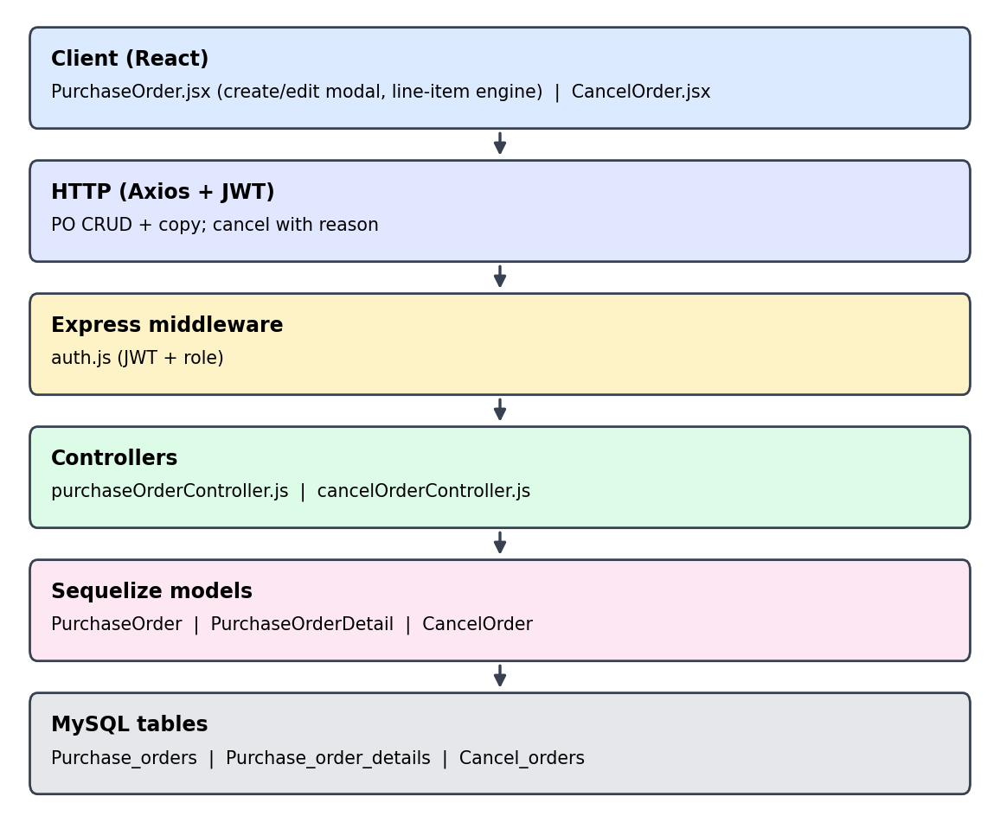 Client (React)
PurchaseOrder.jsx (create/edit modal, line-item engine)  |  CancelOrder.jsx
HTTP (Axios + JWT)
PO CRUD + copy; cancel with reason
Express middleware
auth.js (JWT + role)
Controllers
purchaseOrderController.js  |  cancelOrderController.js
Sequelize models
PurchaseOrder  |  PurchaseOrderDetail  |  CancelOrder
MySQL tables
Purchase_orders  |  Purchase_order_details  |  Cancel_orders